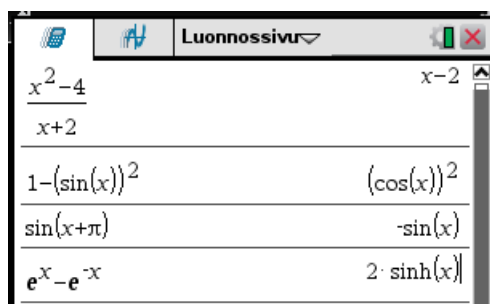 Luonnossivu
(x^2-4)/(x+2)    x-2
1-(sin(x))^2    (cos(x))^2
sin(x+π)    -sin(x)
e^x-e^-x    2·sinh(x)